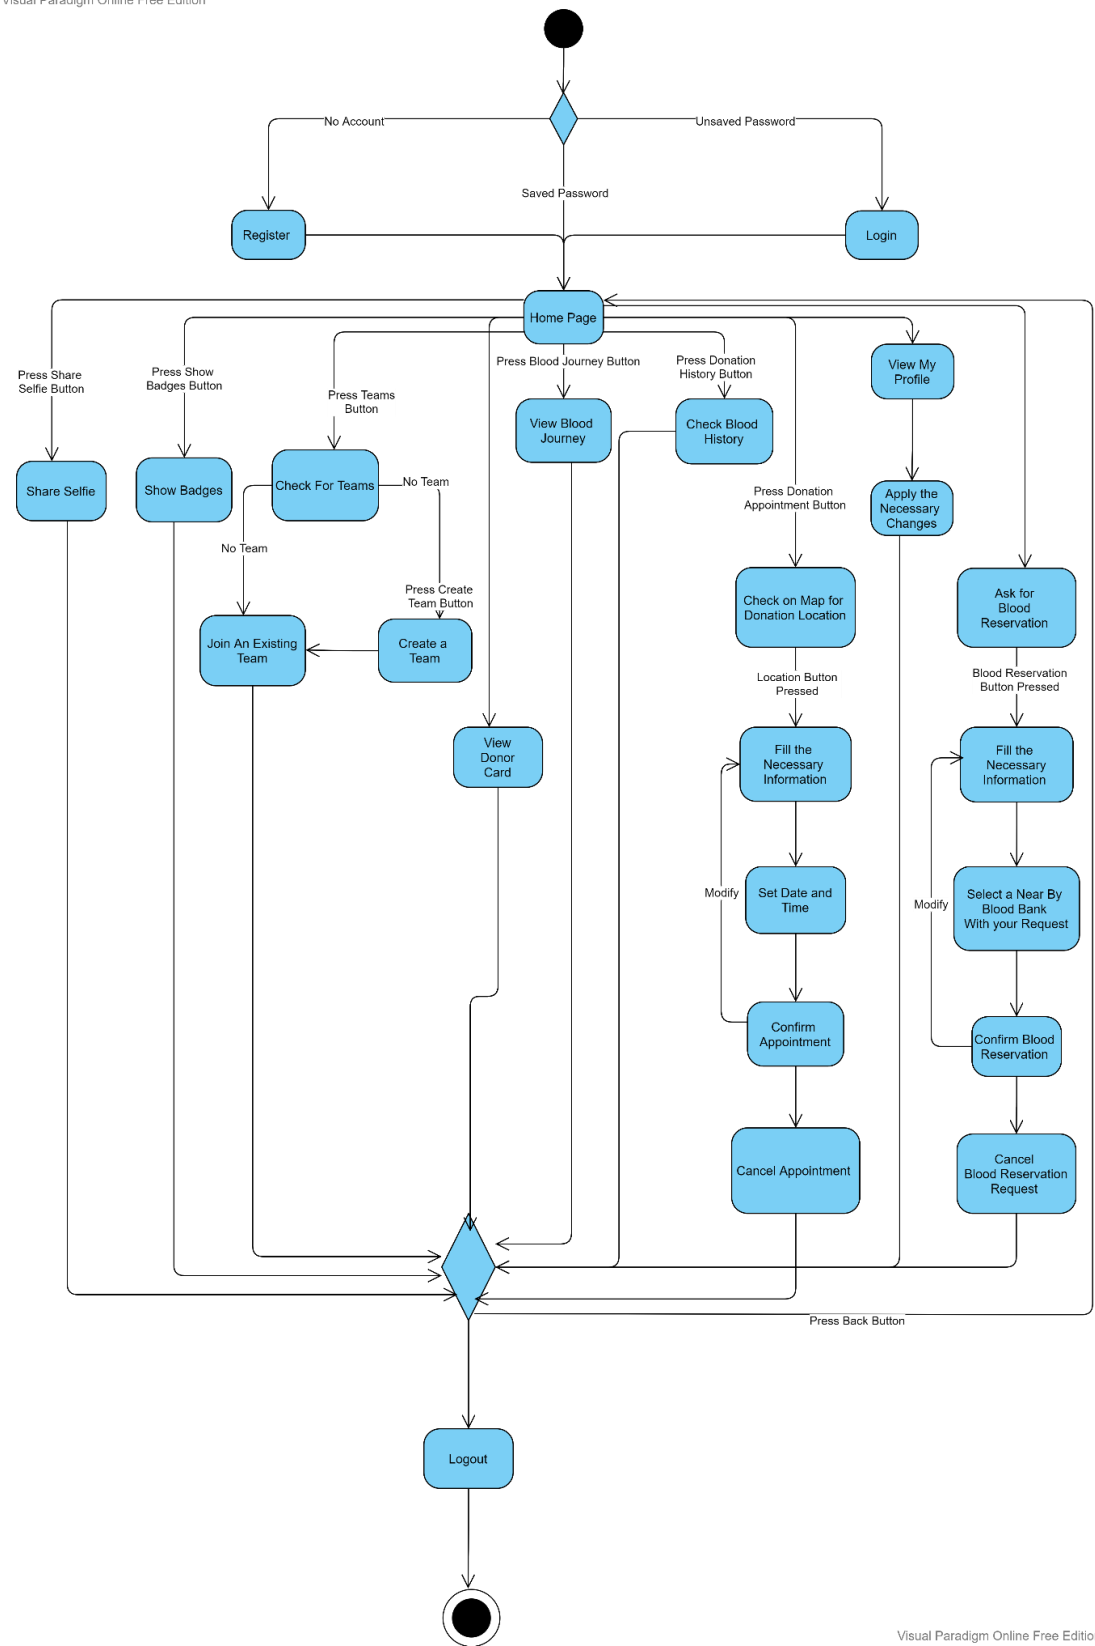 Visual Paradigm Online Free Edition
No Account
Unsaved Password
Saved Password
Register
Login
Home Page
Press Share
Selfie Button
Press Show
Badges Button
Press Teams
Button
Press Blood Journey Button
Press Donation
History Button
View My
Profile
View Blood
Journey
Check Blood
History
Share Selfie
Show Badges
Check For Teams
No Team
Press Donation
Appointment Button
Apply the
Necessary
Changes
No Team
Press Create
Team Button
Check on Map for
Donation Location
Ask for
Blood
Reservation
Join An Existing
Team
Create a
Team
Location Button
Pressed
Blood Reservation
Button Pressed
View
Donor
Card
Fill the
Necessary
Information
Fill the
Necessary
Information
Modify
Set Date and
Time
Modify
Select a Near By
Blood Bank
With your Request
Confirm
Appointment
Confirm Blood
Reservation
Cancel Appointment
Cancel
Blood Reservation
Request
Press Back Button
Logout
Visual Paradigm Online Free Editio